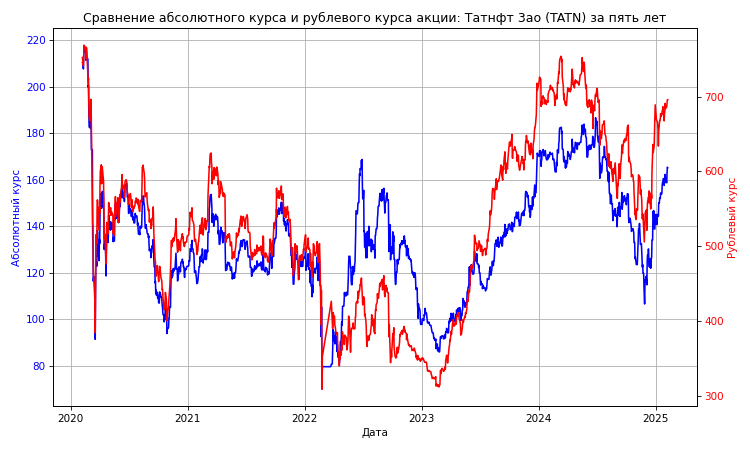 Сравнение абсолютного курса и рублевого курса акции: Татнфт 3ао (TATN) за пять лет
220
200
180
160
140
120
100
80
Абсолютный курс
700
600
500
400
300
Рублевый курс
2020 2021 2022 2023 2024 2025
Дата